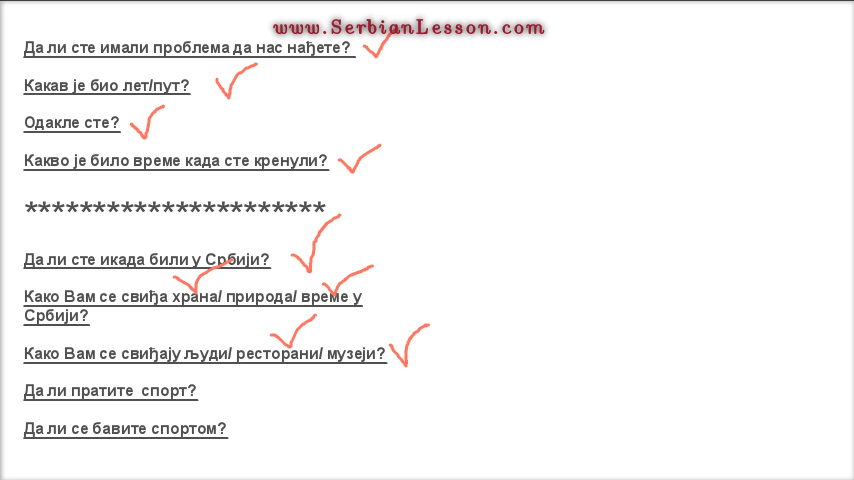 www.SerbianLesson.com
Да ли сте имали проблема да нас нађете?
Какав је био лет/пут?
Одакле сте?
Какво је било време када сте кренули?
**********************
Да ли сте икада били у Србији?
Како Вам се свиђа храна/ природа/ време у
Србији?
Како Вам се свиђају људи/ ресторани/ музеји?
Да ли пратите  спорт?
Да ли се бавите спортом?